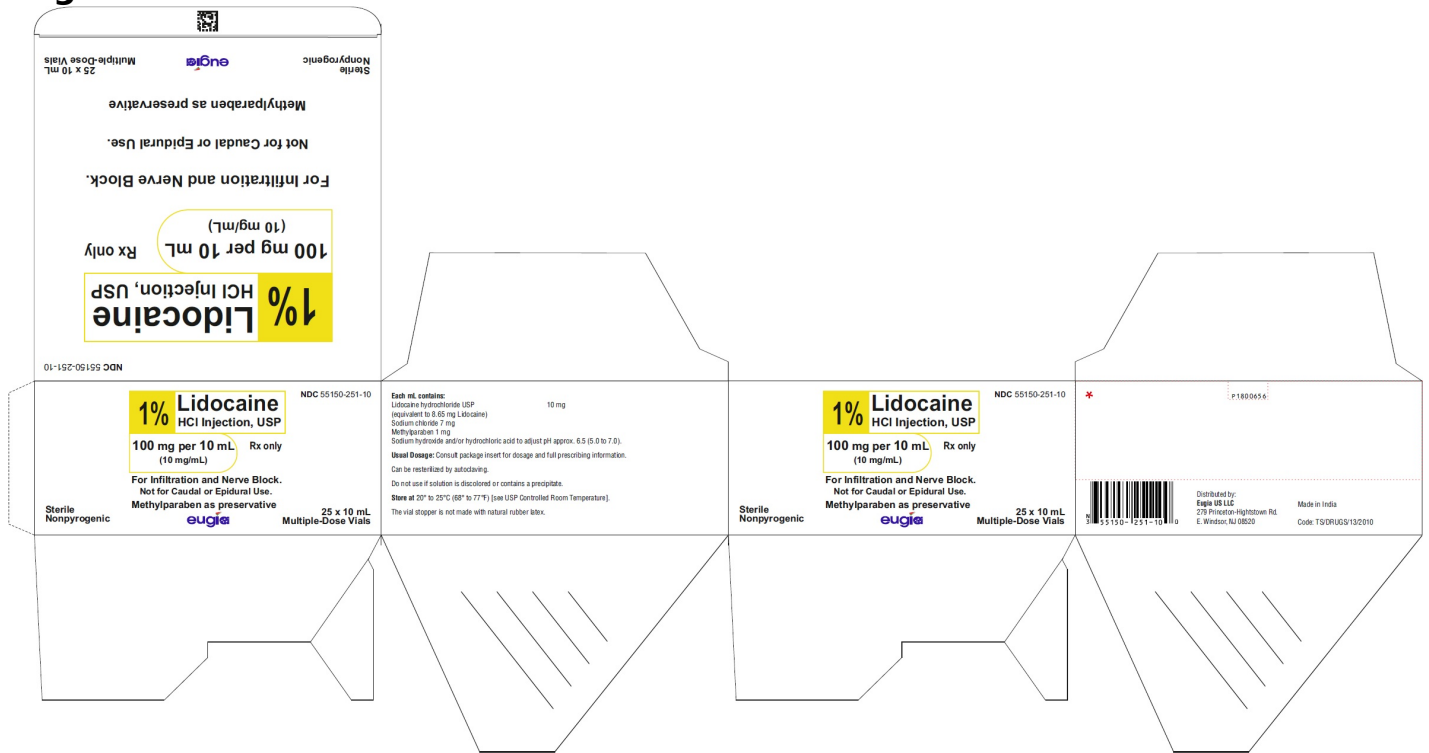 Sterile
Nonpyrogenic
eugia
25 x 10 mL
Multiple-Dose Vials
Methylparaben as preservative
Not for Caudal or Epidural Use.
For Infiltration and Nerve Block.
100 mg per 10 mL
(10 mg/mL)
Rx only
1%
Lidocaine
HCl Injection, USP
NDC 55150-251-10
NDC 55150-251-10
1%
Lidocaine
HCl Injection, USP
100 mg per 10 mL
Rx only
(10 mg/mL)
For Infiltration and Nerve Block.
Not for Caudal or Epidural Use.
Methylparaben as preservative
Sterile
Nonpyrogenic
eugia
25 x 10 mL
Multiple-Dose Vials
Each mL contains:
Lidocaine hydrochloride USP 10 mg
(equivalent to 8.65 mg Lidocaine)
Sodium chloride 7 mg
Methylparaben 1 mg
Sodium hydroxide and/or hydrochloric acid to adjust pH approx. 6.5 (5.0 to 7.0).
Usual Dosage: Consult package insert for dosage and full prescribing information.
Can be resterilized by autoclaving.
Do not use if solution is discolored or contains a precipitate.
Store at 20° to 25°C (68° to 77°F) [see USP Controlled Room Temperature].
The vial stopper is not made with natural rubber latex.
NDC 55150-251-10
1%
Lidocaine
HCl Injection, USP
100 mg per 10 mL
Rx only
(10 mg/mL)
For Infiltration and Nerve Block.
Not for Caudal or Epidural Use.
Methylparaben as preservative
Sterile
Nonpyrogenic
eugia
25 x 10 mL
Multiple-Dose Vials
*
P1800656
N
3 55150-251-10 0
Distributed by:
Eugia US LLC
279 Princeton-Hightstown Rd.
E. Windsor, NJ 08520
Made in India
Code: TS/DRUGS/13/2010